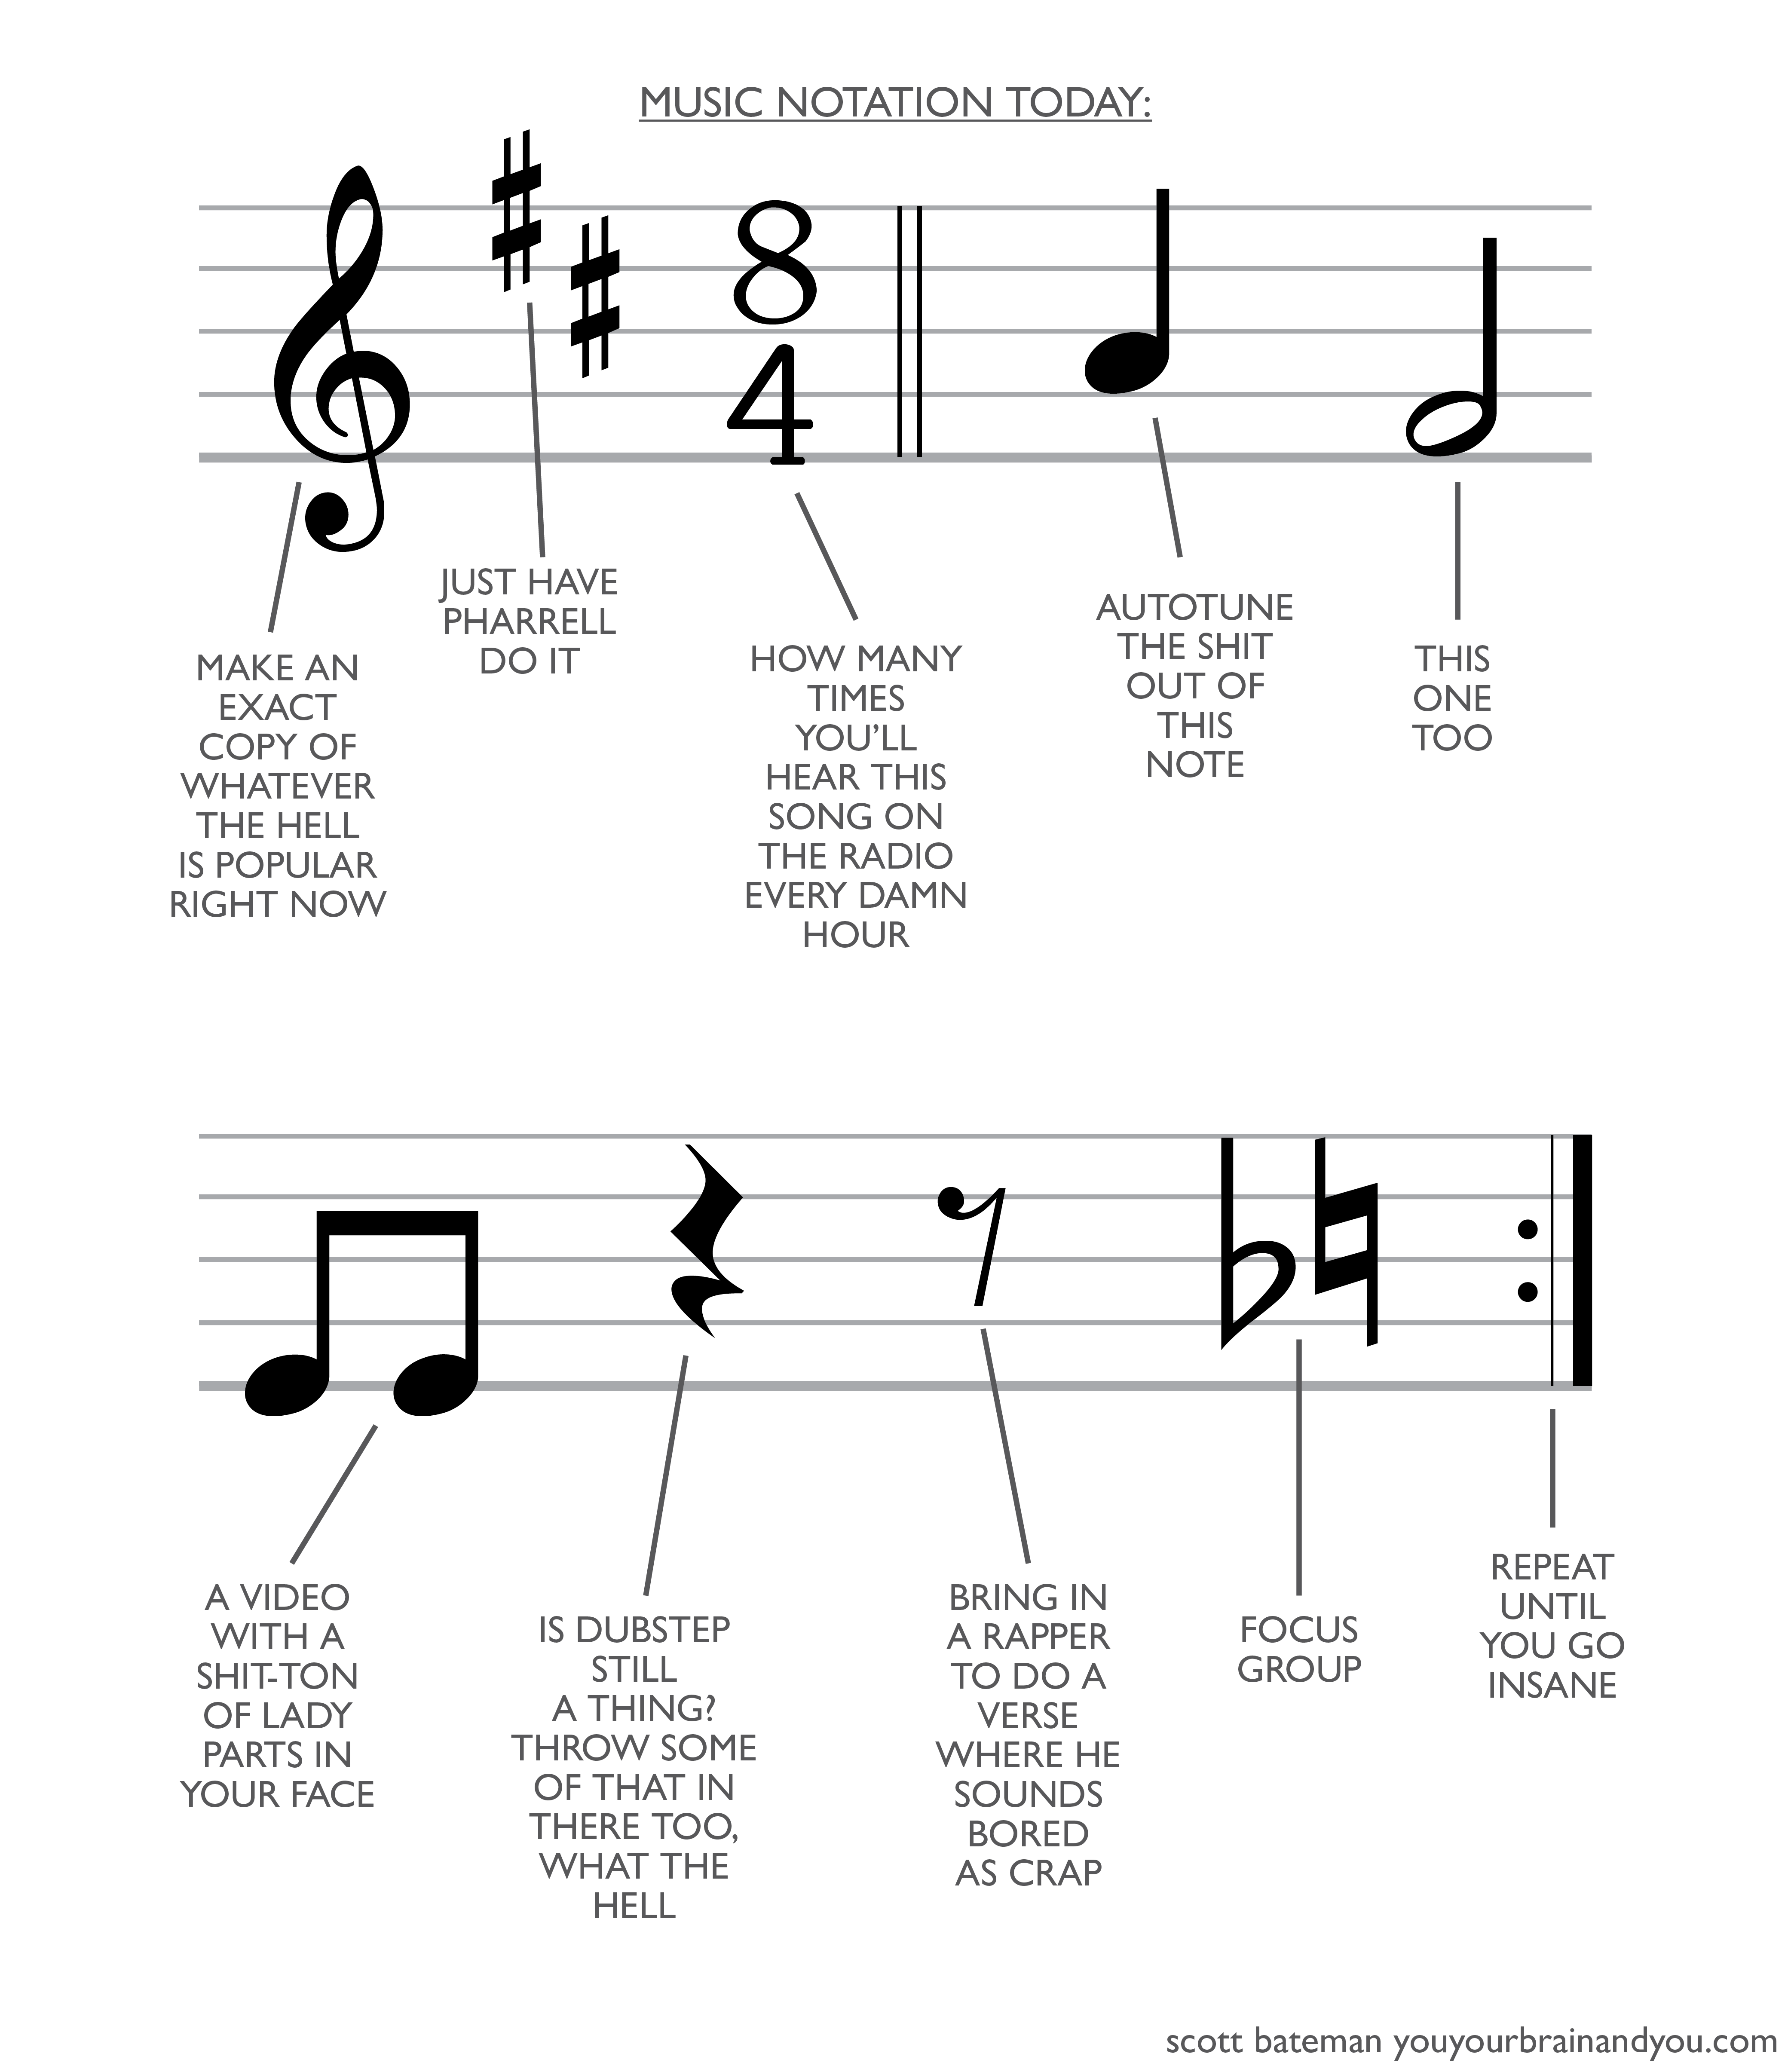 MUSIC NOTATION TODAY:
8
4
MAKE AN
EXACT
COPY OF
WHATEVER
THE HELL
IS POPULAR
RIGHT NOW
JUST HAVE
PHARRELL
DO IT
HOW MANY
TIMES
YOU’LL
HEAR THIS
SONG ON
THE RADIO
EVERY DAMN
HOUR
AUTOTUNE
THE SHIT
OUT OF
THIS
NOTE
THIS
ONE
TOO
A VIDEO
WITH A
SHIT-TON
OF LADY
PARTS IN
YOUR FACE
IS DUBSTEP
STILL
A THING?
THROW SOME
OF THAT IN
THERE TOO,
WHAT THE
HELL
BRING IN
A RAPPER
TO DO A
VERSE
WHERE HE
SOUNDS
BORED
AS CRAP
FOCUS
GROUP
REPEAT
UNTIL
YOU GO
INSANE
scott bateman youyourbrainandyou.com